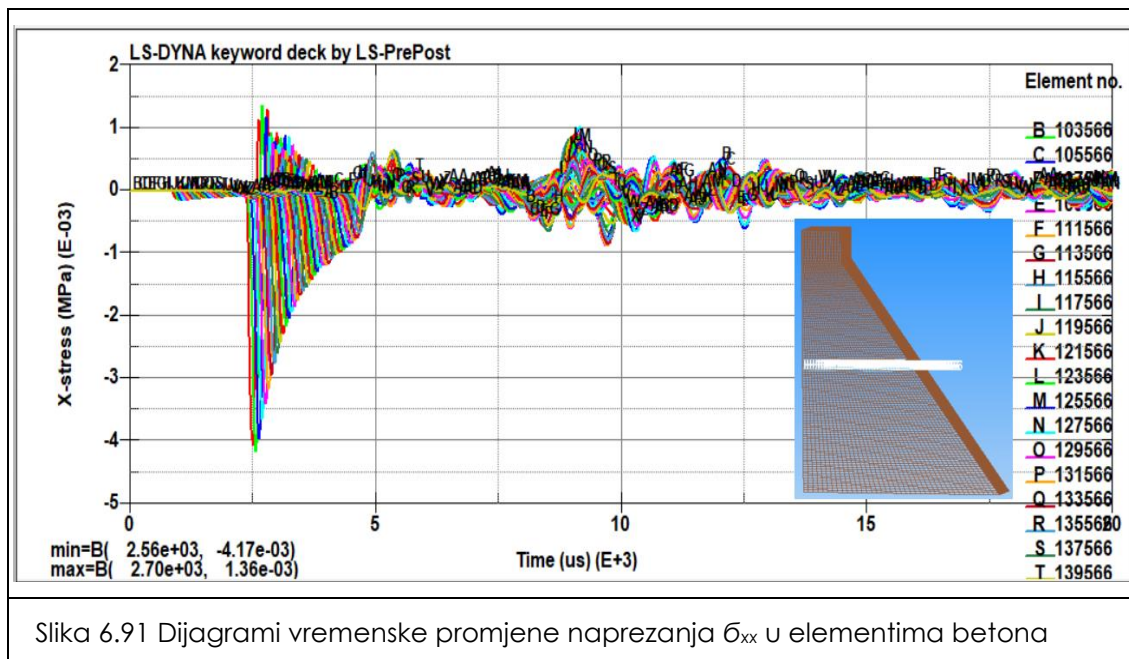 LS-DYNA keyword deck by LS-PrePost
X-stress (MPa) (E-03)
2
1
0
-1
-2
-3
-4
-5
0
5
10
15
20
Time (us) (E+3)
min=B( 2.56e+03, -4.17e-03)
max=B( 2.70e+03, 1.36e-03)
Element no.
B 103566
C 105566
E
F 111566
G 113566
H 115566
I 117566
J 119566
K 121566
L 123566
M 125566
N 127566
O 129566
P 131566
Q 133566
R 135566
S 137566
T 139566
Slika 6.91 Dijagrami vremenske promjene naprezanja σxx u elementima betona